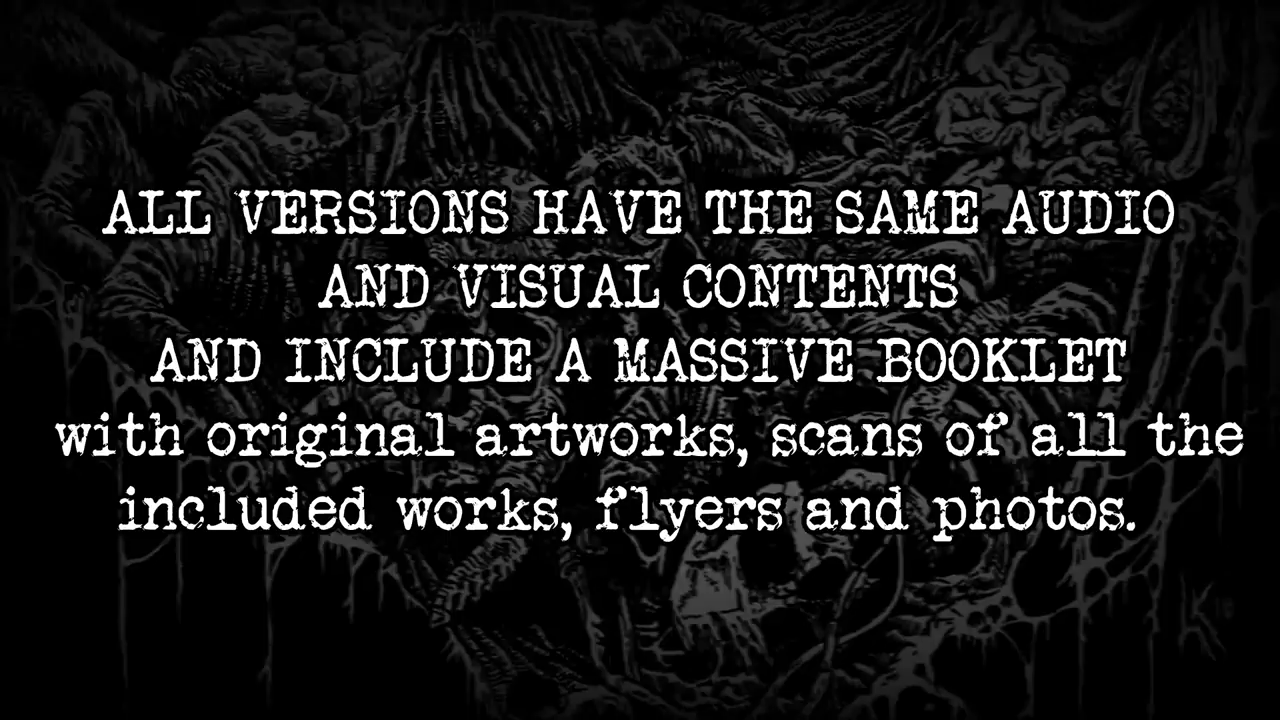 ALL VERSIONS HAVE THE SAME AUDIO
AND VISUAL CONTENTS
AND INCLUDE A MASSIVE BOOKLET
with original artworks, scans of all the
included works, flyers and photos.